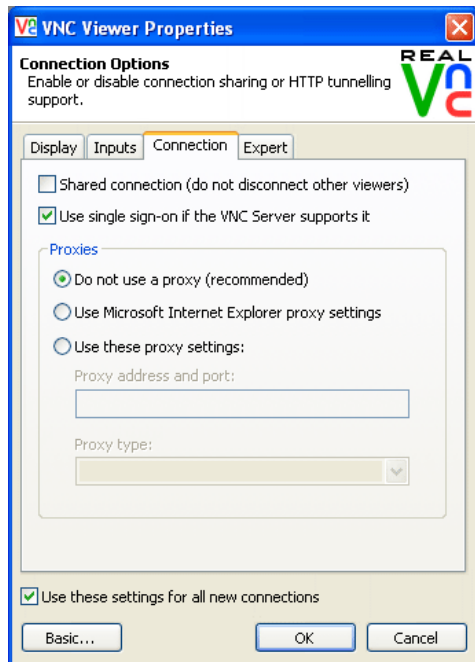 VNC Viewer Properties
Connection Options
Enable or disable connection sharing or HTTP tunnelling
support.
REAL
VNC
Display Inputs Connection Expert
Shared connection (do not disconnect other viewers)
Use single sign-on if the VNC Server supports it
Proxies
Do not use a proxy (recommended)
Use Microsoft Internet Explorer proxy settings
Use these proxy settings:
Proxy address and port:
Proxy type:
Use these settings for all new connections
Basic... OK Cancel